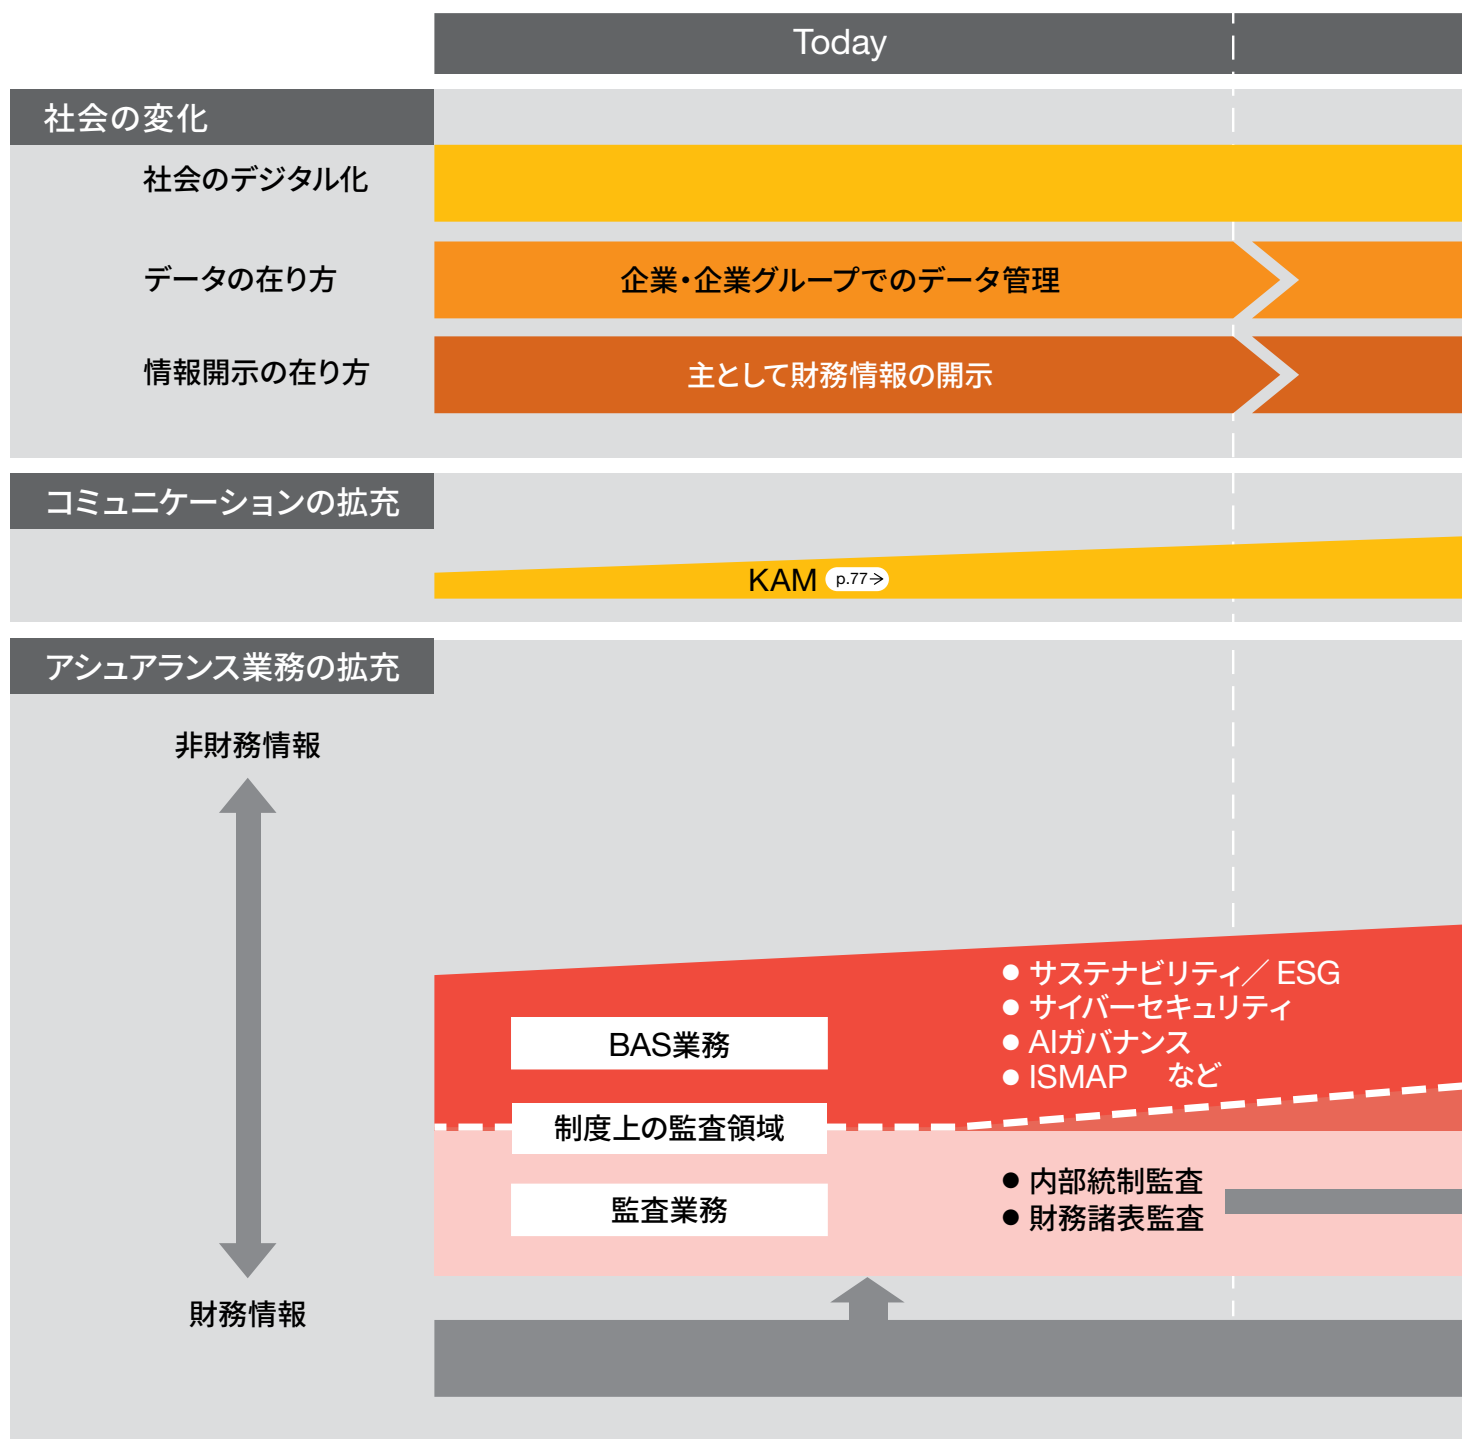 Today
社会の変化
社会のデジタル化
データの在り方
企業・企業グループでのデータ管理
情報開示の在り方
主として財務情報の開示
コミュニケーションの拡充
KAM p.77→
アシュアランス業務の拡充
非財務情報
● サステナビリティ／ESG
● サイバーセキュリティ
● AIガバナンス
● ISMAP など
BAS業務
制度上の監査領域
監査業務
● 内部統制監査
● 財務諸表監査
財務情報